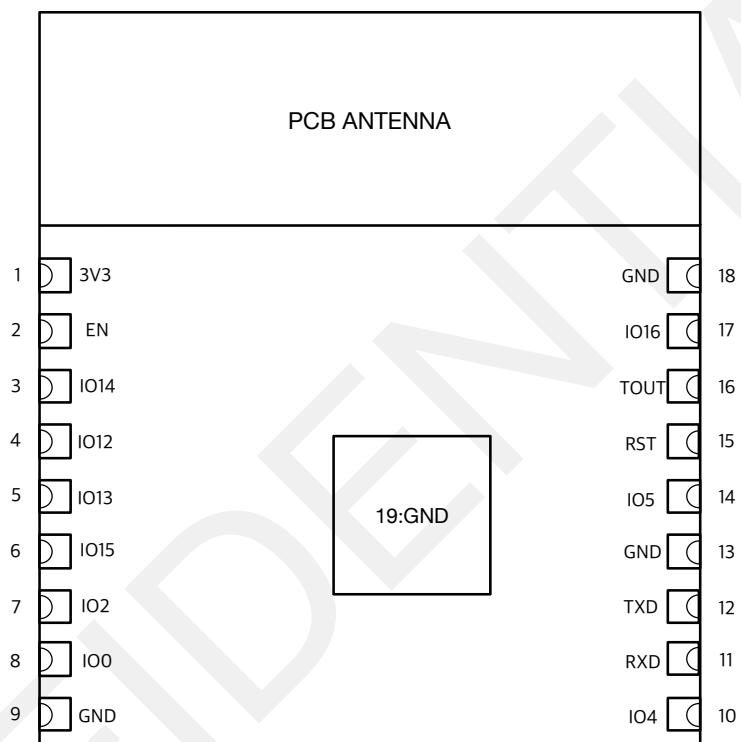 PCB ANTENNA
1 3V3 GND 18
2 EN IO16 17
3 IO14 TOUT 16
4 IO12 RST 15
5 IO13 IO5 14
19:GND
6 IO15 GND 13
7 IO2 TXD 12
8 IO0 RXD 11
9 GND IO4 10